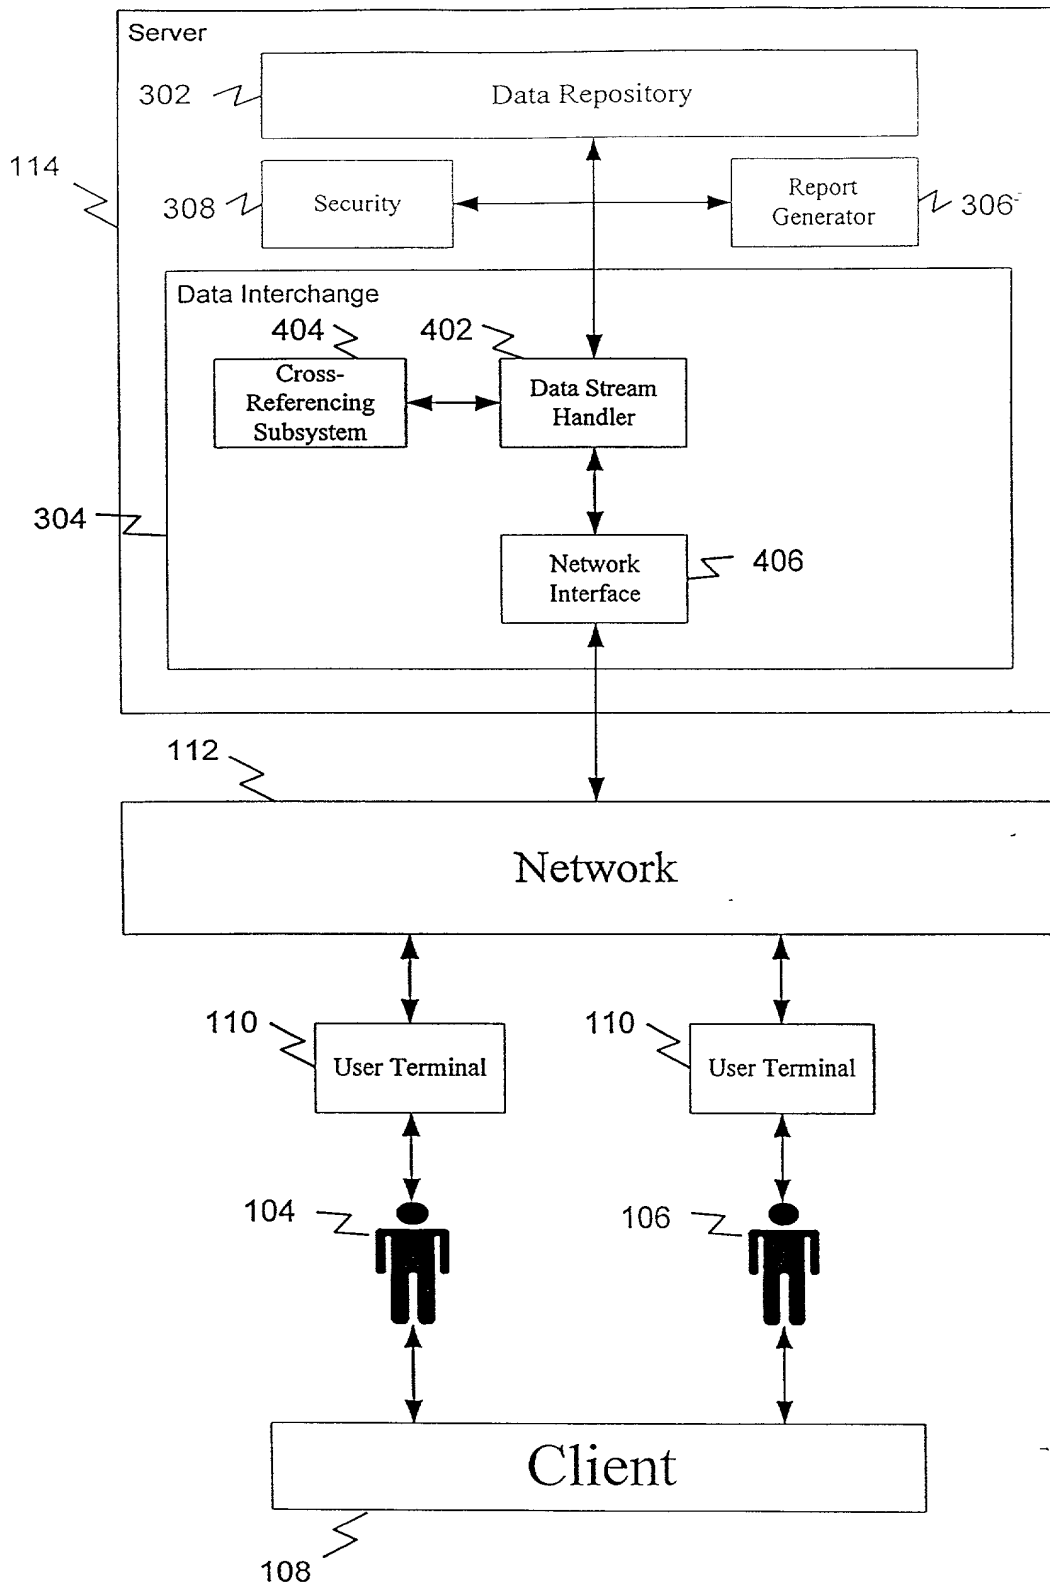 Server
302
Data Repository
114
308
Security
Report
Generator
306
Data Interchange
404
402
Cross-
Referencing
Subsystem
Data Stream
Handler
304
Network
Interface
406
112
Network
110
User Terminal
110
User Terminal
104
106
Client
108